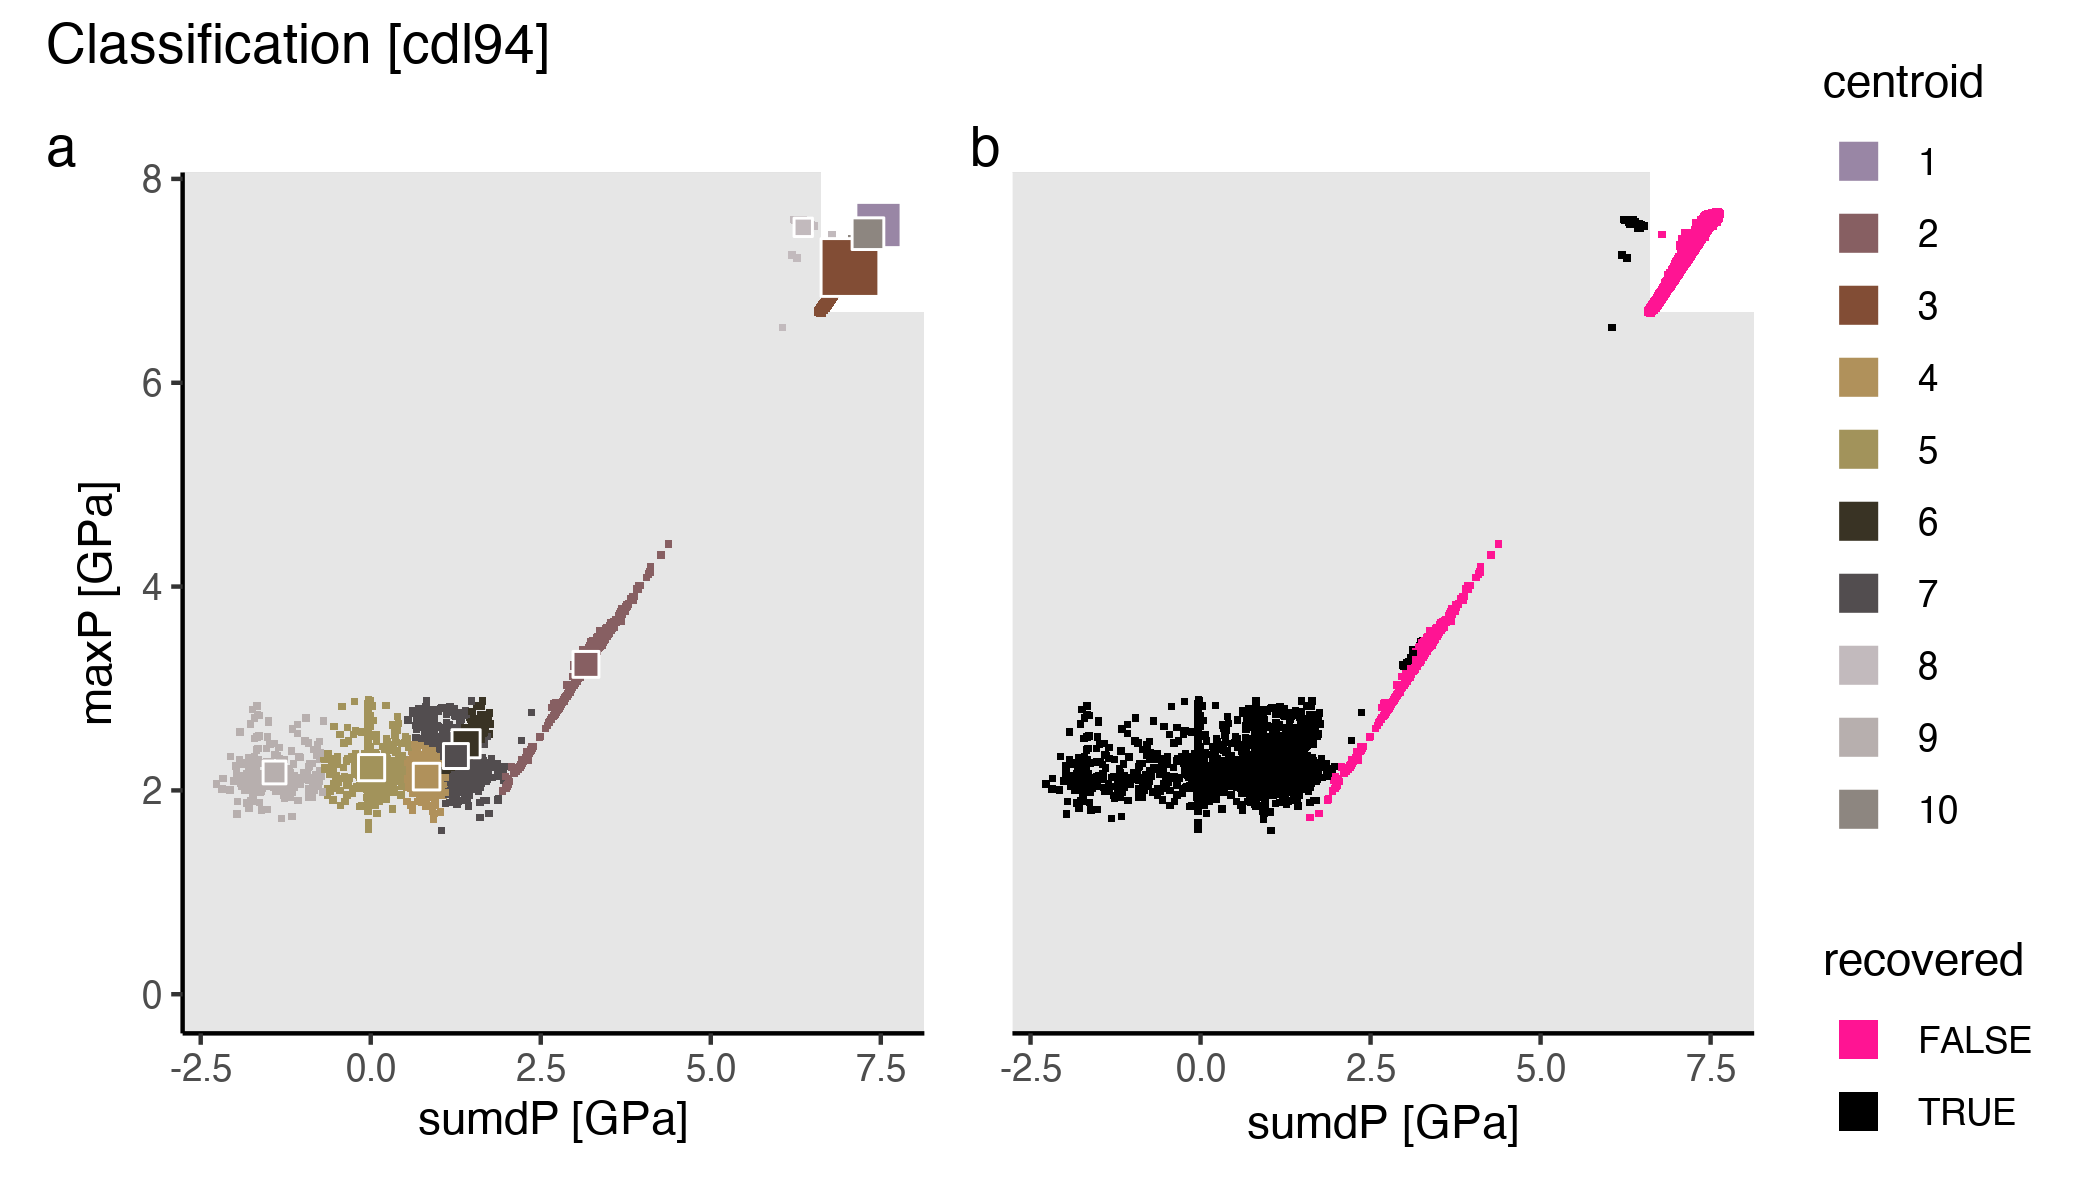 Classification [cdl94]
a
b
8
6
4
2
0
maxP [GPa]
-2.5 0.0 2.5 5.0 7.5
sumdP [GPa]
-2.5 0.0 2.5 5.0 7.5
sumdP [GPa]
centroid
1
2
3
4
5
6
7
8
9
10
recovered
FALSE
TRUE